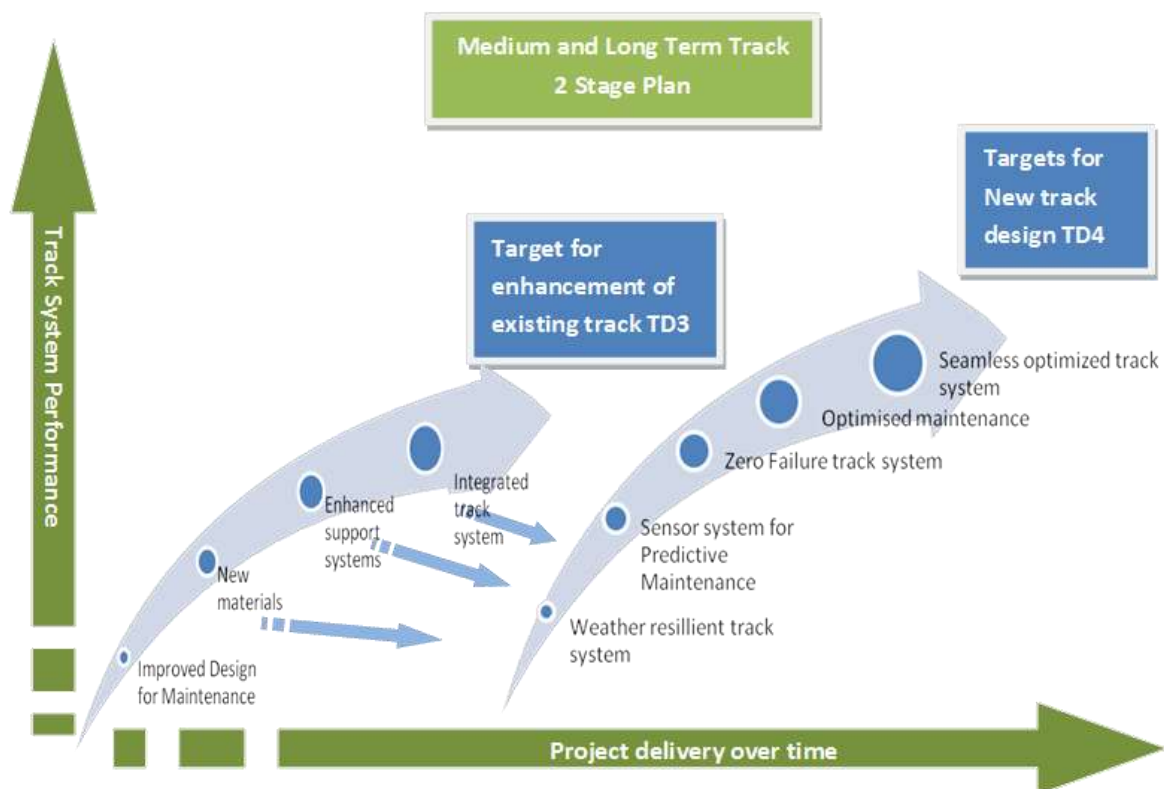 Medium and Long Term Track
2 Stage Plan
Targets for
New track
design TD4
Target for
enhancement of
existing track TD3
Track System Performance
Seamless optimized track
system
Optimised maintenance
Zero Failure track system
Sensor system for
Predictive
Maintenance
Weather resillient track
system
Integrated
track
system
Enhanced
support
systems
New
materials
Improved Design
for Maintenance
Project delivery over time